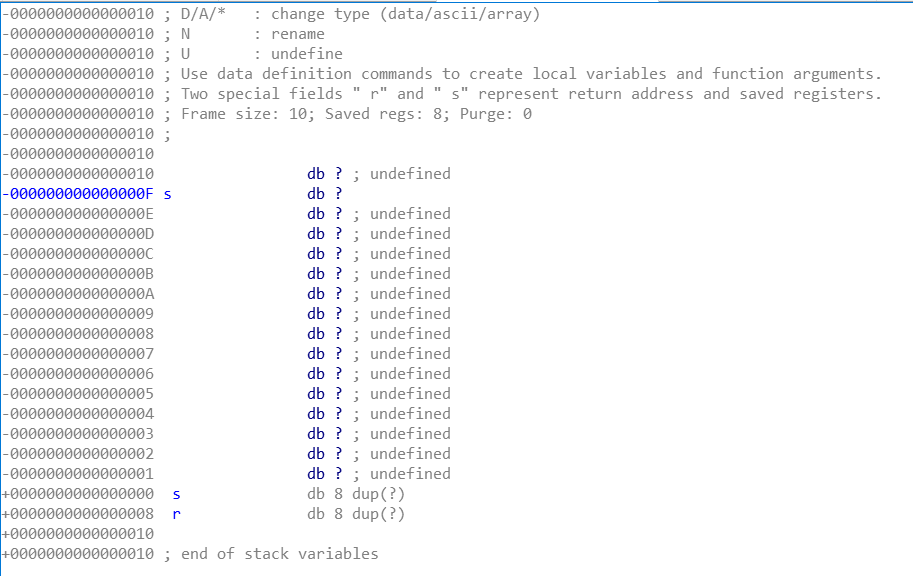 -0000000000000010 ; D/A/*   : change type (data/ascii/array)
-0000000000000010 ; N       : rename
-0000000000000010 ; U       : undefine
-0000000000000010 ; Use data definition commands to create local variables and function arguments.
-0000000000000010 ; Two special fields " r" and " s" represent return address and saved registers.
-0000000000000010 ; Frame size: 10; Saved regs: 8; Purge: 0
-0000000000000010 ;
-0000000000000010
-0000000000000010                 db ? ; undefined
-000000000000000F s               db ?
-000000000000000E                 db ? ; undefined
-000000000000000D                 db ? ; undefined
-000000000000000C                 db ? ; undefined
-000000000000000B                 db ? ; undefined
-000000000000000A                 db ? ; undefined
-0000000000000009                 db ? ; undefined
-0000000000000008                 db ? ; undefined
-0000000000000007                 db ? ; undefined
-0000000000000006                 db ? ; undefined
-0000000000000005                 db ? ; undefined
-0000000000000004                 db ? ; undefined
-0000000000000003                 db ? ; undefined
-0000000000000002                 db ? ; undefined
-0000000000000001                 db ? ; undefined
+0000000000000000  s              db 8 dup(?)
+0000000000000008  r              db 8 dup(?)
+0000000000000010
+0000000000000010 ; end of stack variables